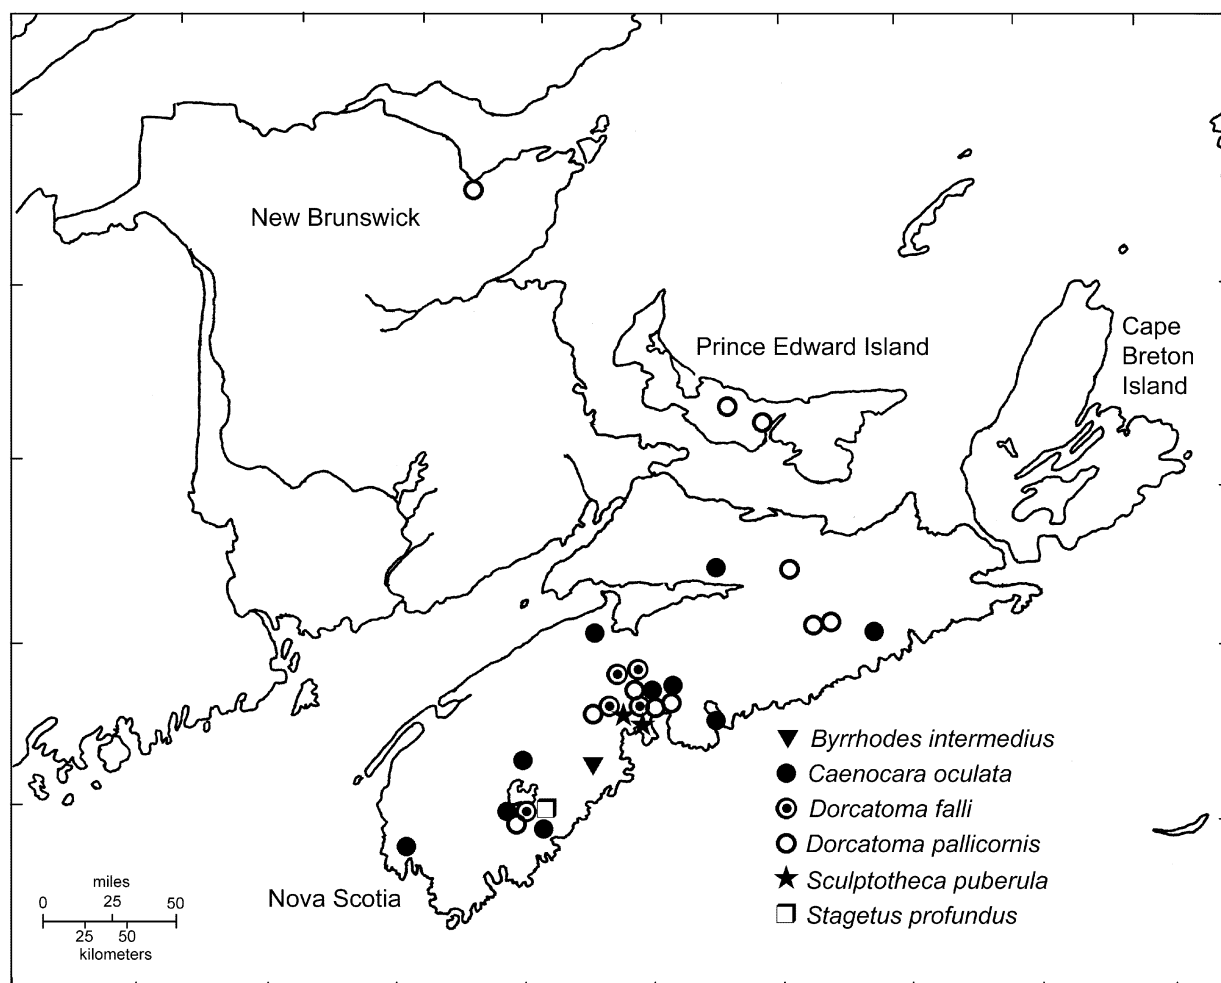 New Brunswick
Prince Edward Island
Cape
Breton
Island
Byrrhodes intermedius
Caenocara oculata
Dorcatoma falli
Dorcatoma pallicornis
Sculptotheca puberula
Stagetus profundus
Nova Scotia
miles
0 25 50
25 50
kilometers